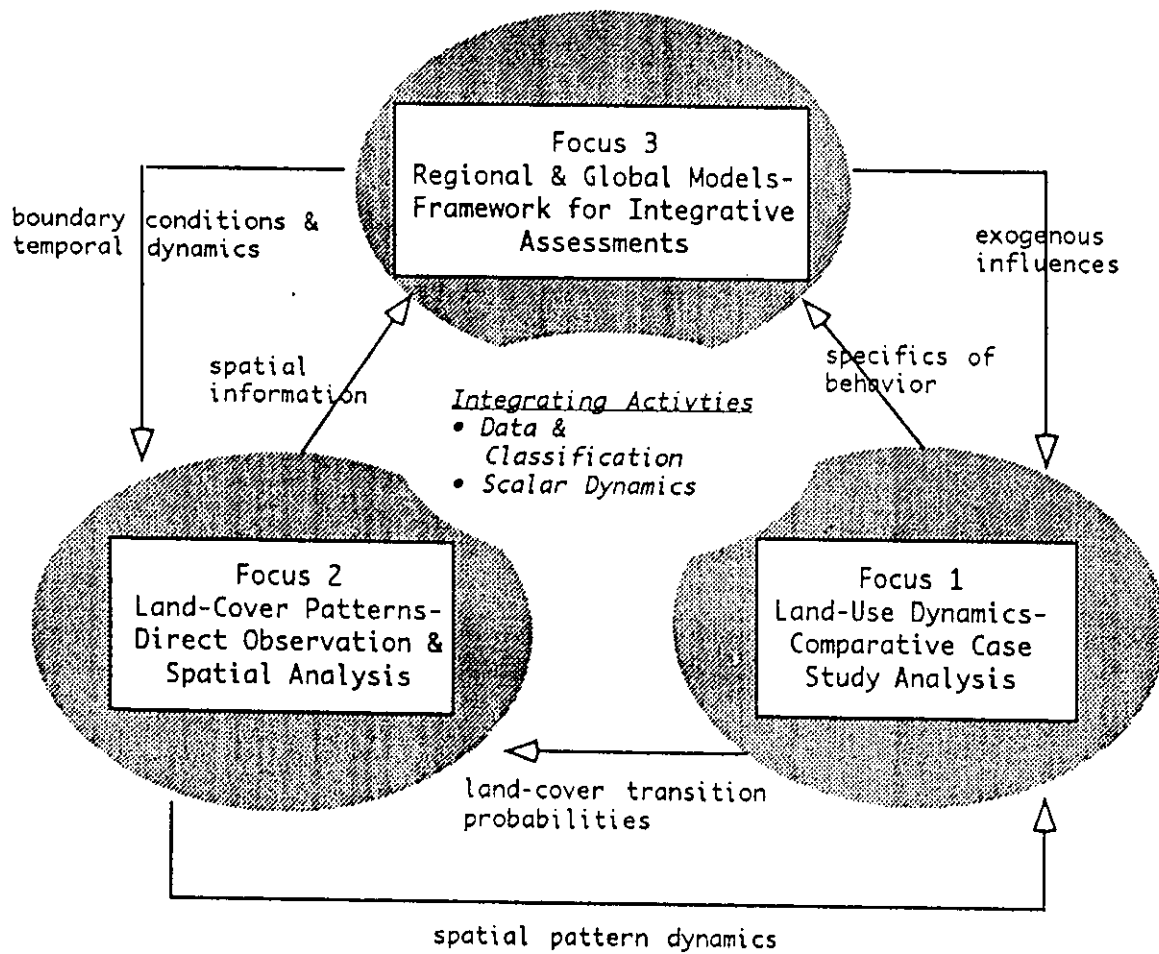 Focus 3
Regional & Global Models-
Framework for Integrative
Assessments
boundary conditions &
temporal dynamics
exogenous
influences
spatial
information
specifics of
behavior
Integrating Activties
• Data &
Classification
• Scalar Dynamics
Focus 2
Land-Cover Patterns-
Direct Observation &
Spatial Analysis
Focus 1
Land-Use Dynamics-
Comparative Case
Study Analysis
land-cover transition
probabilities
spatial pattern dynamics